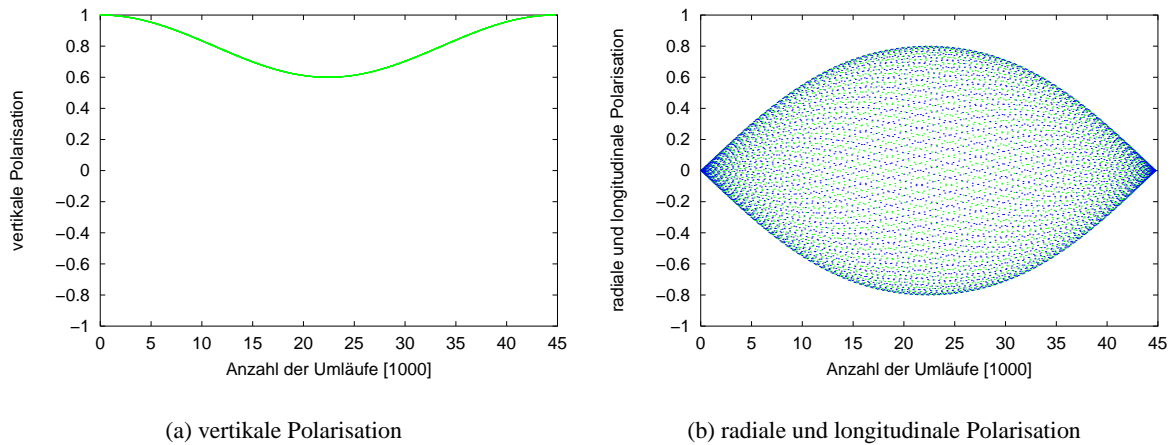 vertikale Polarisation
1
0.8
0.6
0.4
0.2
0
−0.2
−0.4
−0.6
−0.8
−1
0 5 10 15 20 25 30 35 40 45
Anzahl der Umläufe [1000]
(a) vertikale Polarisation
radiale und longitudinale Polarisation
1
0.8
0.6
0.4
0.2
0
−0.2
−0.4
−0.6
−0.8
−1
0 5 10 15 20 25 30 35 40 45
Anzahl der Umläufe [1000]
(b) radiale und longitudinale Polarisation